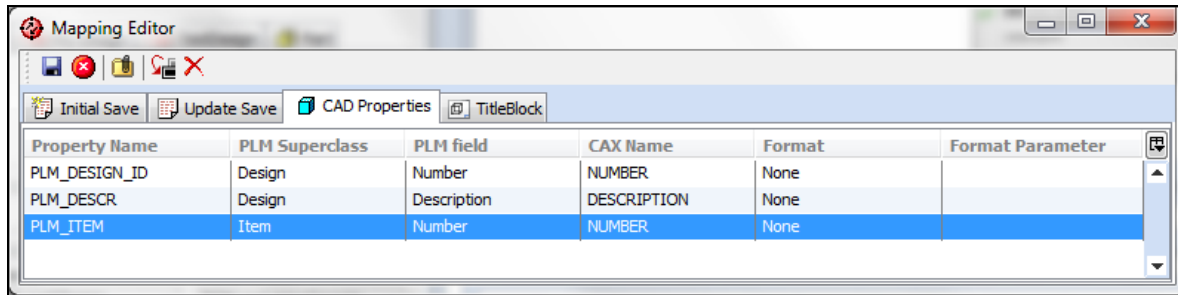 Mapping Editor
Initial Save Update Save CAD Properties TitleBlock
Property Name PLM Superclass PLM field CAX Name Format Format Parameter
PLM_DESIGN_ID Design Number NUMBER None
PLM_DESCR Design Description DESCRIPTION None
PLM_ITEM Item Number NUMBER None